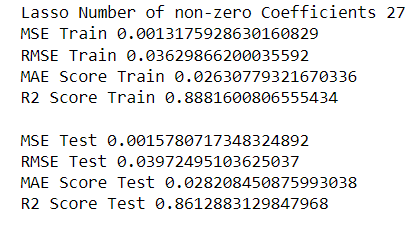 Lasso Number of non-zero Coefficients 27
MSE Train 0.0013175928630160829
RMSE Train 0.03629866200035592
MAE Score Train 0.02630779321670336
R2 Score Train 0.8881600806555434
MSE Test 0.0015780717348324892
RMSE Test 0.03972495103625037
MAE Score Test 0.028208450875993038
R2 Score Test 0.8612883129847968